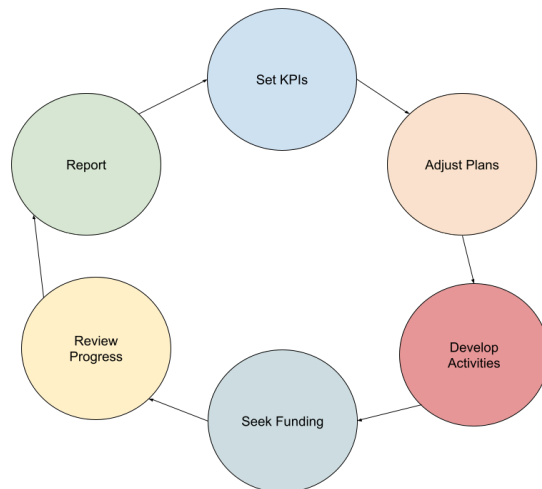 Set KPIs
Adjust Plans
Develop
Activities
Seek Funding
Review
Progress
Report